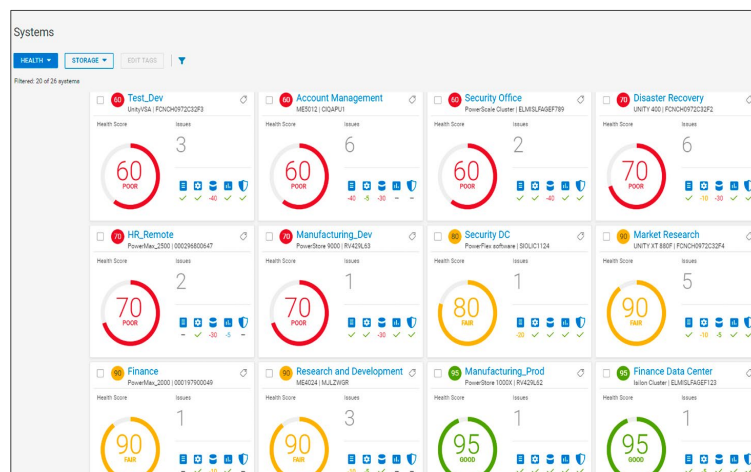 Systems
HEALTH
STORAGE
EDIT TAGS
Filtered: 20 of 26 systems
60 Test_Dev
UnityVSA | FCNCH0972C32F3
Health Score Issues
3
60
POOR
-40
60 Account Management
ME5012 | CIQAPU1
Health Score Issues
6
60
POOR
-40 -5 -30 – –
60 Security Office
PowerScale Cluster | ELMISLFAGEF789
Health Score Issues
2
60
POOR
-40
70 Disaster Recovery
UNITY 400 | FCNCH0972C32F2
Health Score Issues
6
70
POOR
-10 -30
70 HR_Remote
PowerMax_2500 | 000296800647
Health Score Issues
2
70
POOR
– -30 -5 –
70 Manufacturing_Dev
PowerStore 9000 | RV429L63
Health Score Issues
1
70
POOR
-30
80 Security DC
PowerFlex software | SIOLIC1124
Health Score Issues
1
80
FAIR
-20
90 Market Research
UNITY XT 880F | FCNCH0972C32F4
Health Score Issues
5
90
FAIR
– -10 -5
90 Finance
PowerMax_2000 | 000197900049
Health Score Issues
1
90
FAIR
-10
90 Research and Development
ME4024 | MJLZWGR
Health Score Issues
3
90
FAIR
-10 -5
95 Manufacturing_Prod
PowerStore 1000X | RV429L62
Health Score Issues
1
95
GOOD
95 Finance Data Center
Isilon Cluster | ELMISLFAGEF123
Health Score Issues
1
95
GOOD